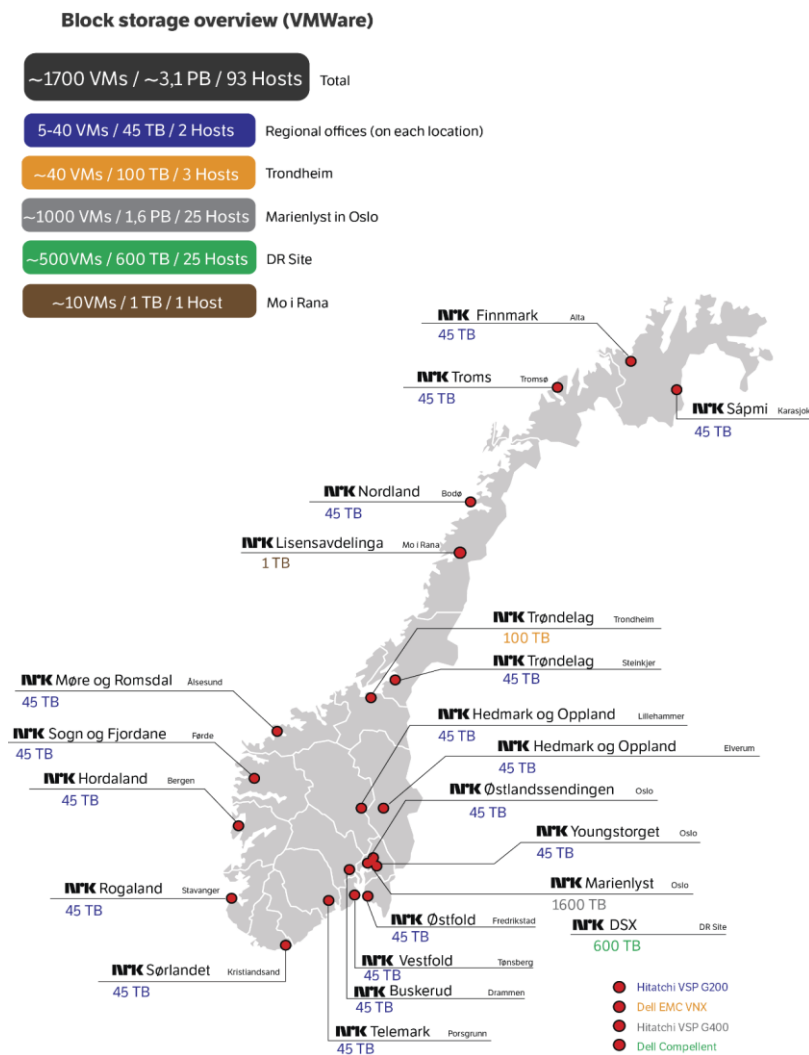 Block storage overview (VMWare)
~1700 VMs / ~3,1 PB / 93 Hosts Total
5-40 VMs / 45 TB / 2 Hosts Regional offices (on each location)
~40 VMs / 100 TB / 3 Hosts Trondheim
~1000 VMs / 1,6 PB / 25 Hosts Marienlyst in Oslo
~500VMs / 600 TB / 25 Hosts DR Site
~10VMs / 1 TB / 1 Host Mo i Rana
NRK Finnmark Alta
45 TB
NRK Troms Tromsø
45 TB
NRK Sápmi Karasjok
45 TB
NRK Nordland Bodø
45 TB
NRK Lisensavdelinga Mo i Rana
1 TB
NRK Trøndelag Trondheim
100 TB
NRK Trøndelag Steinkjer
45 TB
NRK Møre og Romsdal Ålsesund
45 TB
NRK Sogn og Fjordane Førde
45 TB
NRK Hordaland Bergen
45 TB
NRK Hedmark og Oppland Lillehammer
45 TB
NRK Hedmark og Oppland Elverum
45 TB
NRK Østlandssendingen Oslo
45 TB
NRK Youngstorget Oslo
45 TB
NRK Marienlyst Oslo
1600 TB
NRK Rogaland Stavanger
45 TB
NRK Østfold Fredrikstad
45 TB
NRK DSX DR Site
600 TB
NRK Sørlandet Kristiandsand
45 TB
NRK Vestfold Tønsberg
45 TB
NRK Buskerud Drammen
45 TB
NRK Telemark Porsgrunn
45 TB
Hitatchi VSP G200
Dell EMC VNX
Hitatchi VSP G400
Dell Compellent